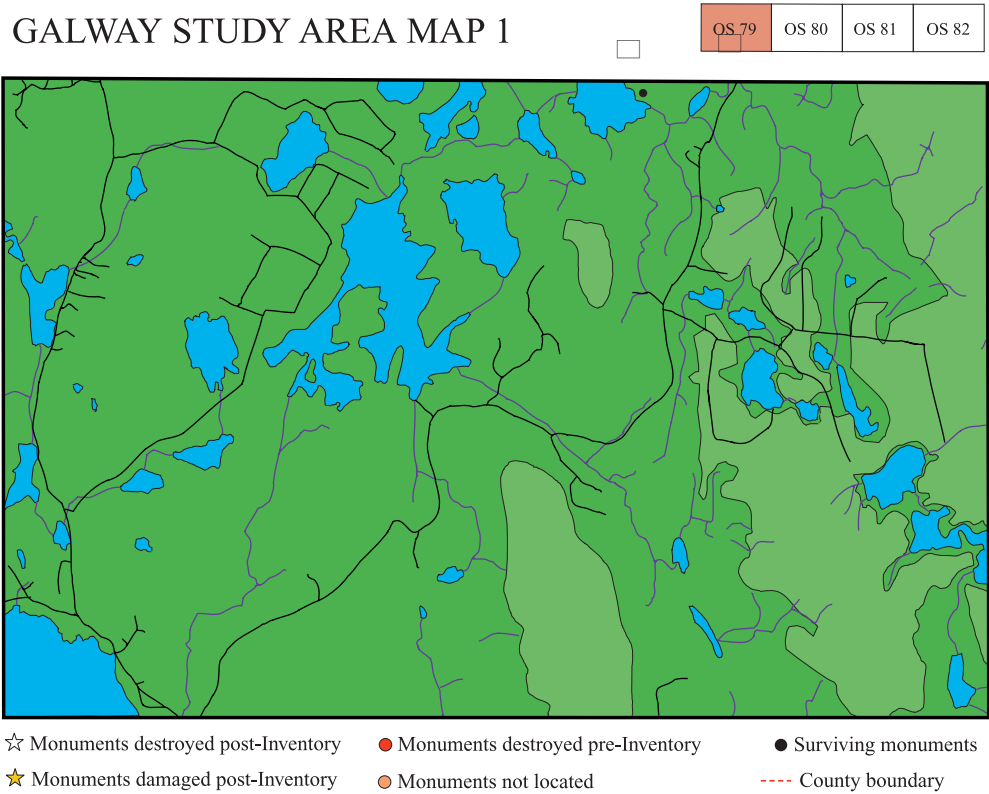 GALWAY STUDY AREA MAP 1
OS 79 OS 80 OS 81 OS 82
Monuments destroyed post-Inventory Monuments destroyed pre-Inventory Surviving monuments
Monuments damaged post-Inventory Monuments not located County boundary